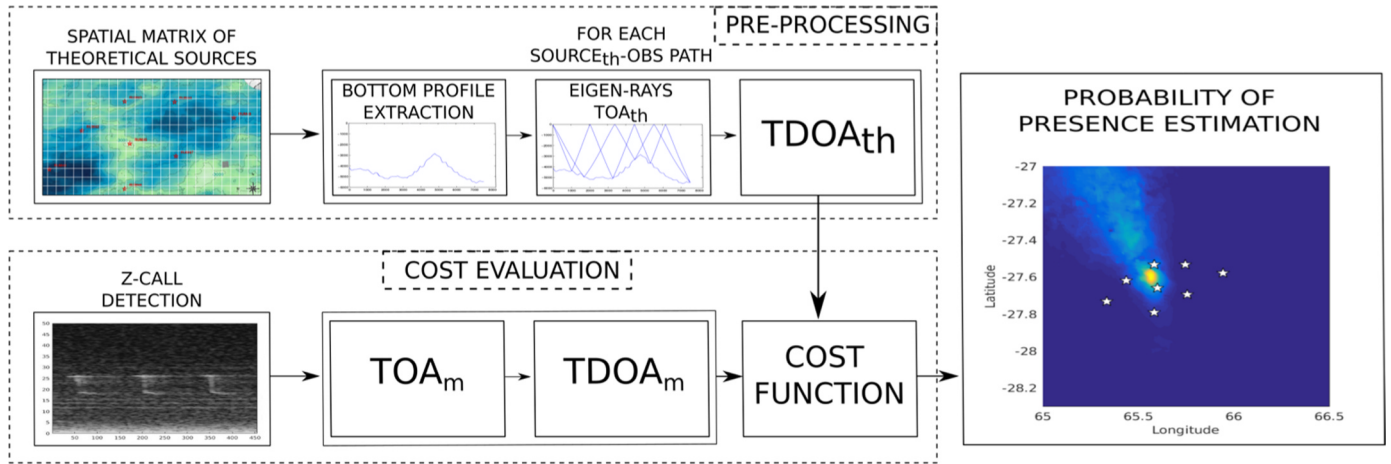 PRE-PROCESSING
SPATIAL MATRIX OF
THEORETICAL SOURCES
FOR EACH
SOURCEth-OBS PATH
BOTTOM PROFILE
EXTRACTION
EIGEN-RAYS
TOAth
TDOAth
COST EVALUATION
Z-CALL
DETECTION
50
45
40
35
30
25
20
15
10
5
0
50 100 150 200 250 300 350 400 450
TOAm
TDOAm
COST
FUNCTION
PROBABILITY OF
PRESENCE ESTIMATION
-27
-27.2
-27.4
-27.6
-27.8
-28
-28.2
Latitude
65 65.5 66 66.5
Longitude